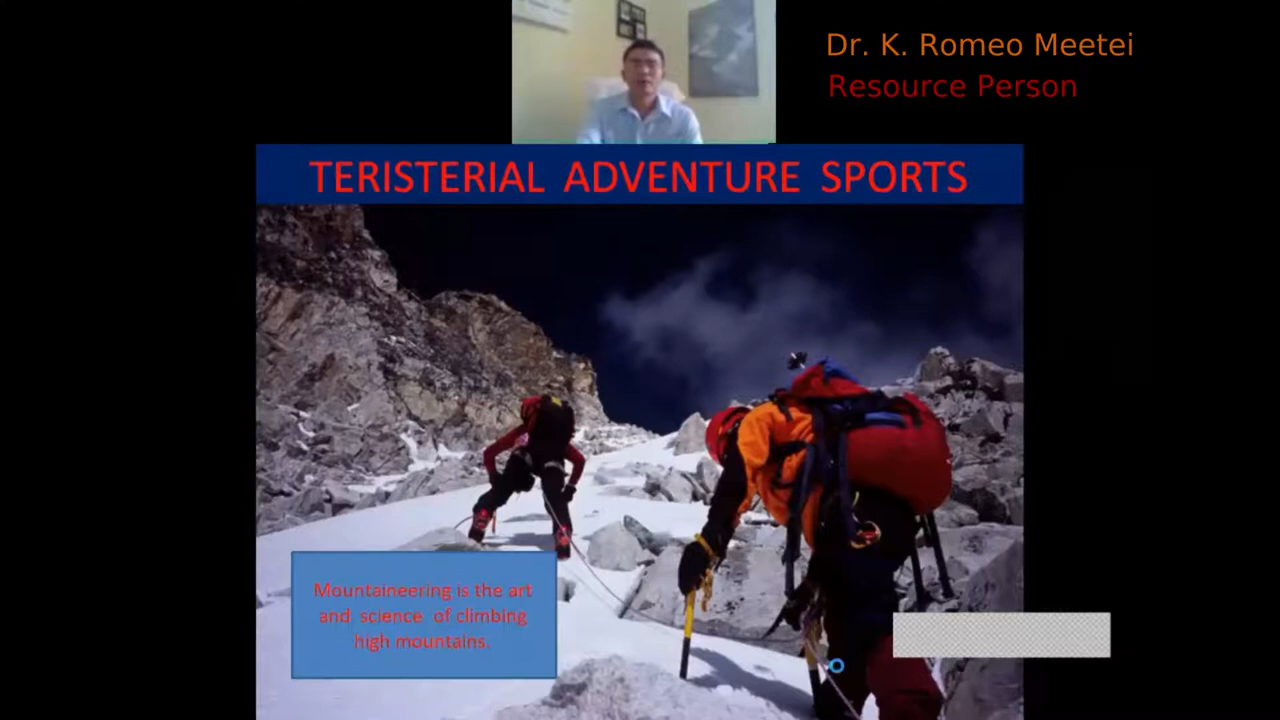 Dr. K. Romeo Meetei
Resource Person
TERISTERIAL ADVENTURE SPORTS
Mountaineering is the art
and science of climbing
high mountains.